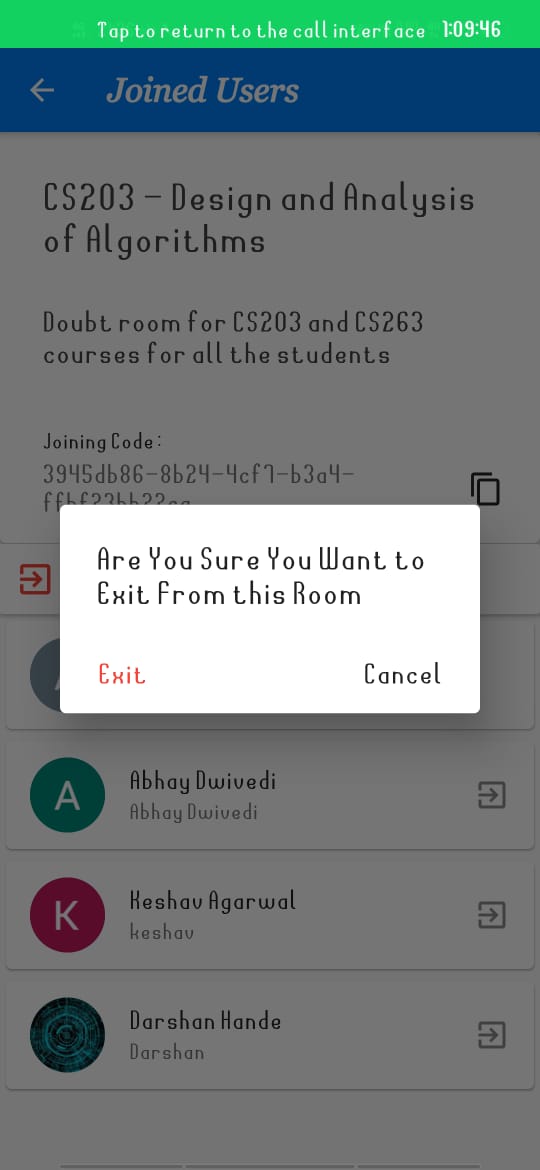 Tap to return to the call interface 1:09:46
Joined Users
CS203 - Design and Analysis
of Algorithms
Doubt room for CS203 and CS263
courses for all the students
Joining Code :
3945db86-8b24-4cf7-b3a4-
Are You Sure You Want to
Exit From this Room
Exit Cancel
A Abhay Dwivedi
Abhay Dwivedi
K Keshav Agarwal
keshav
Darshan Hande
Darshan